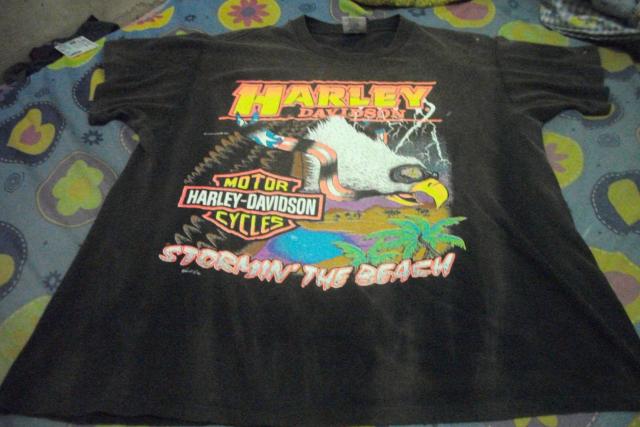 HARLEY
DAVIDSON
MOTOR
HARLEY-DAVIDSON
CYCLES
STORMIN' THE BEACH